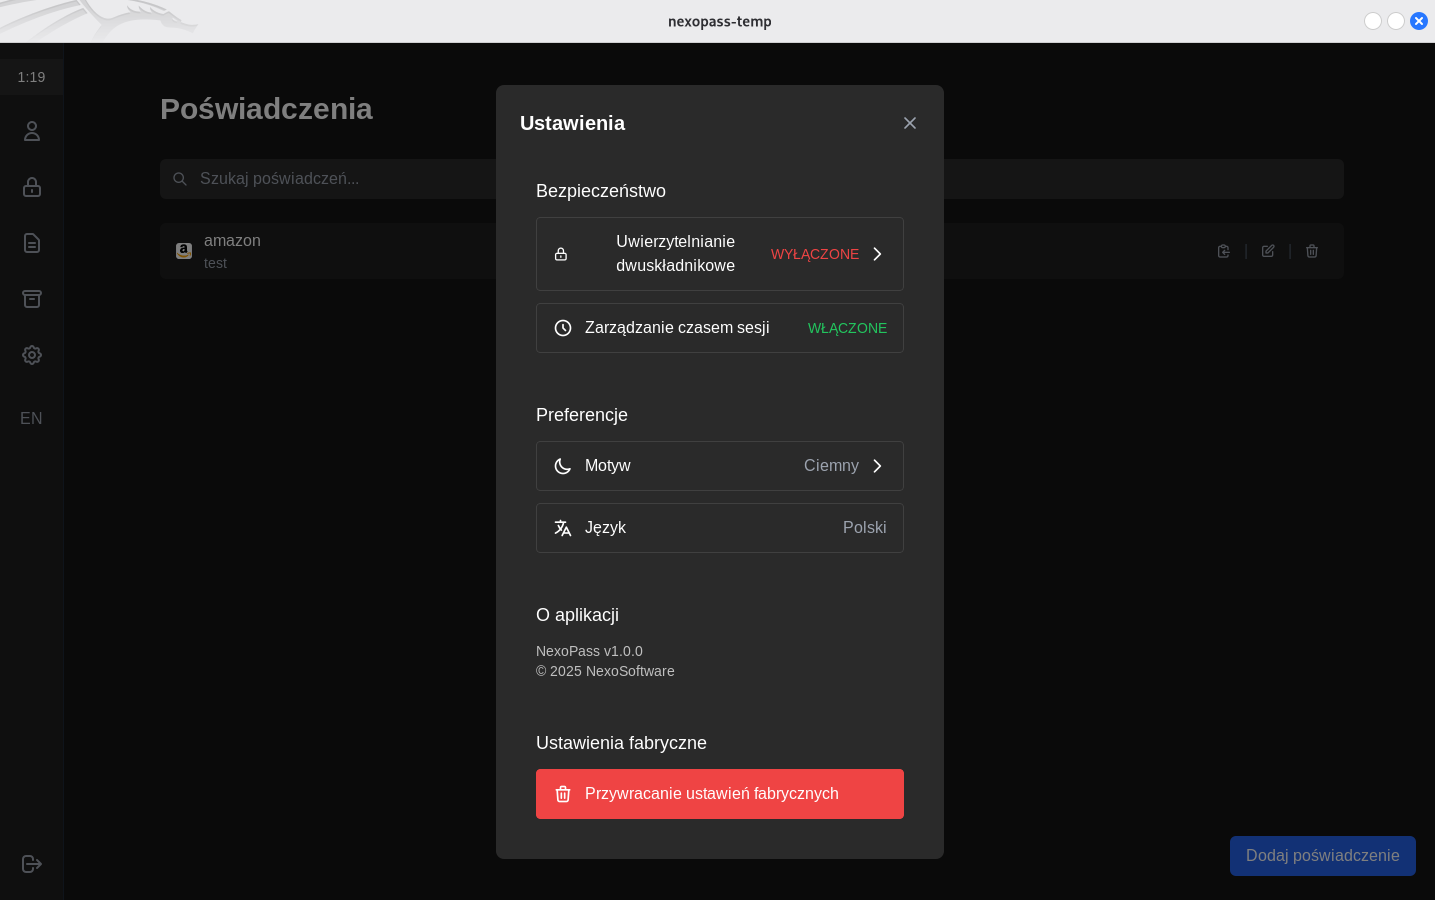 nexopass-temp
1:19
Poświadczenia
Szukaj poświadczeń...
amazon
test
EN
Ustawienia
Bezpieczeństwo
Uwierzytelnianie
dwuskładnikowe
WYŁĄCZONE
Zarządzanie czasem sesji
WŁĄCZONE
Preferencje
Motyw
Ciemny
Język
Polski
O aplikacji
NexoPass v1.0.0
© 2025 NexoSoftware
Ustawienia fabryczne
Przywracanie ustawień fabrycznych
Dodaj poświadczenie